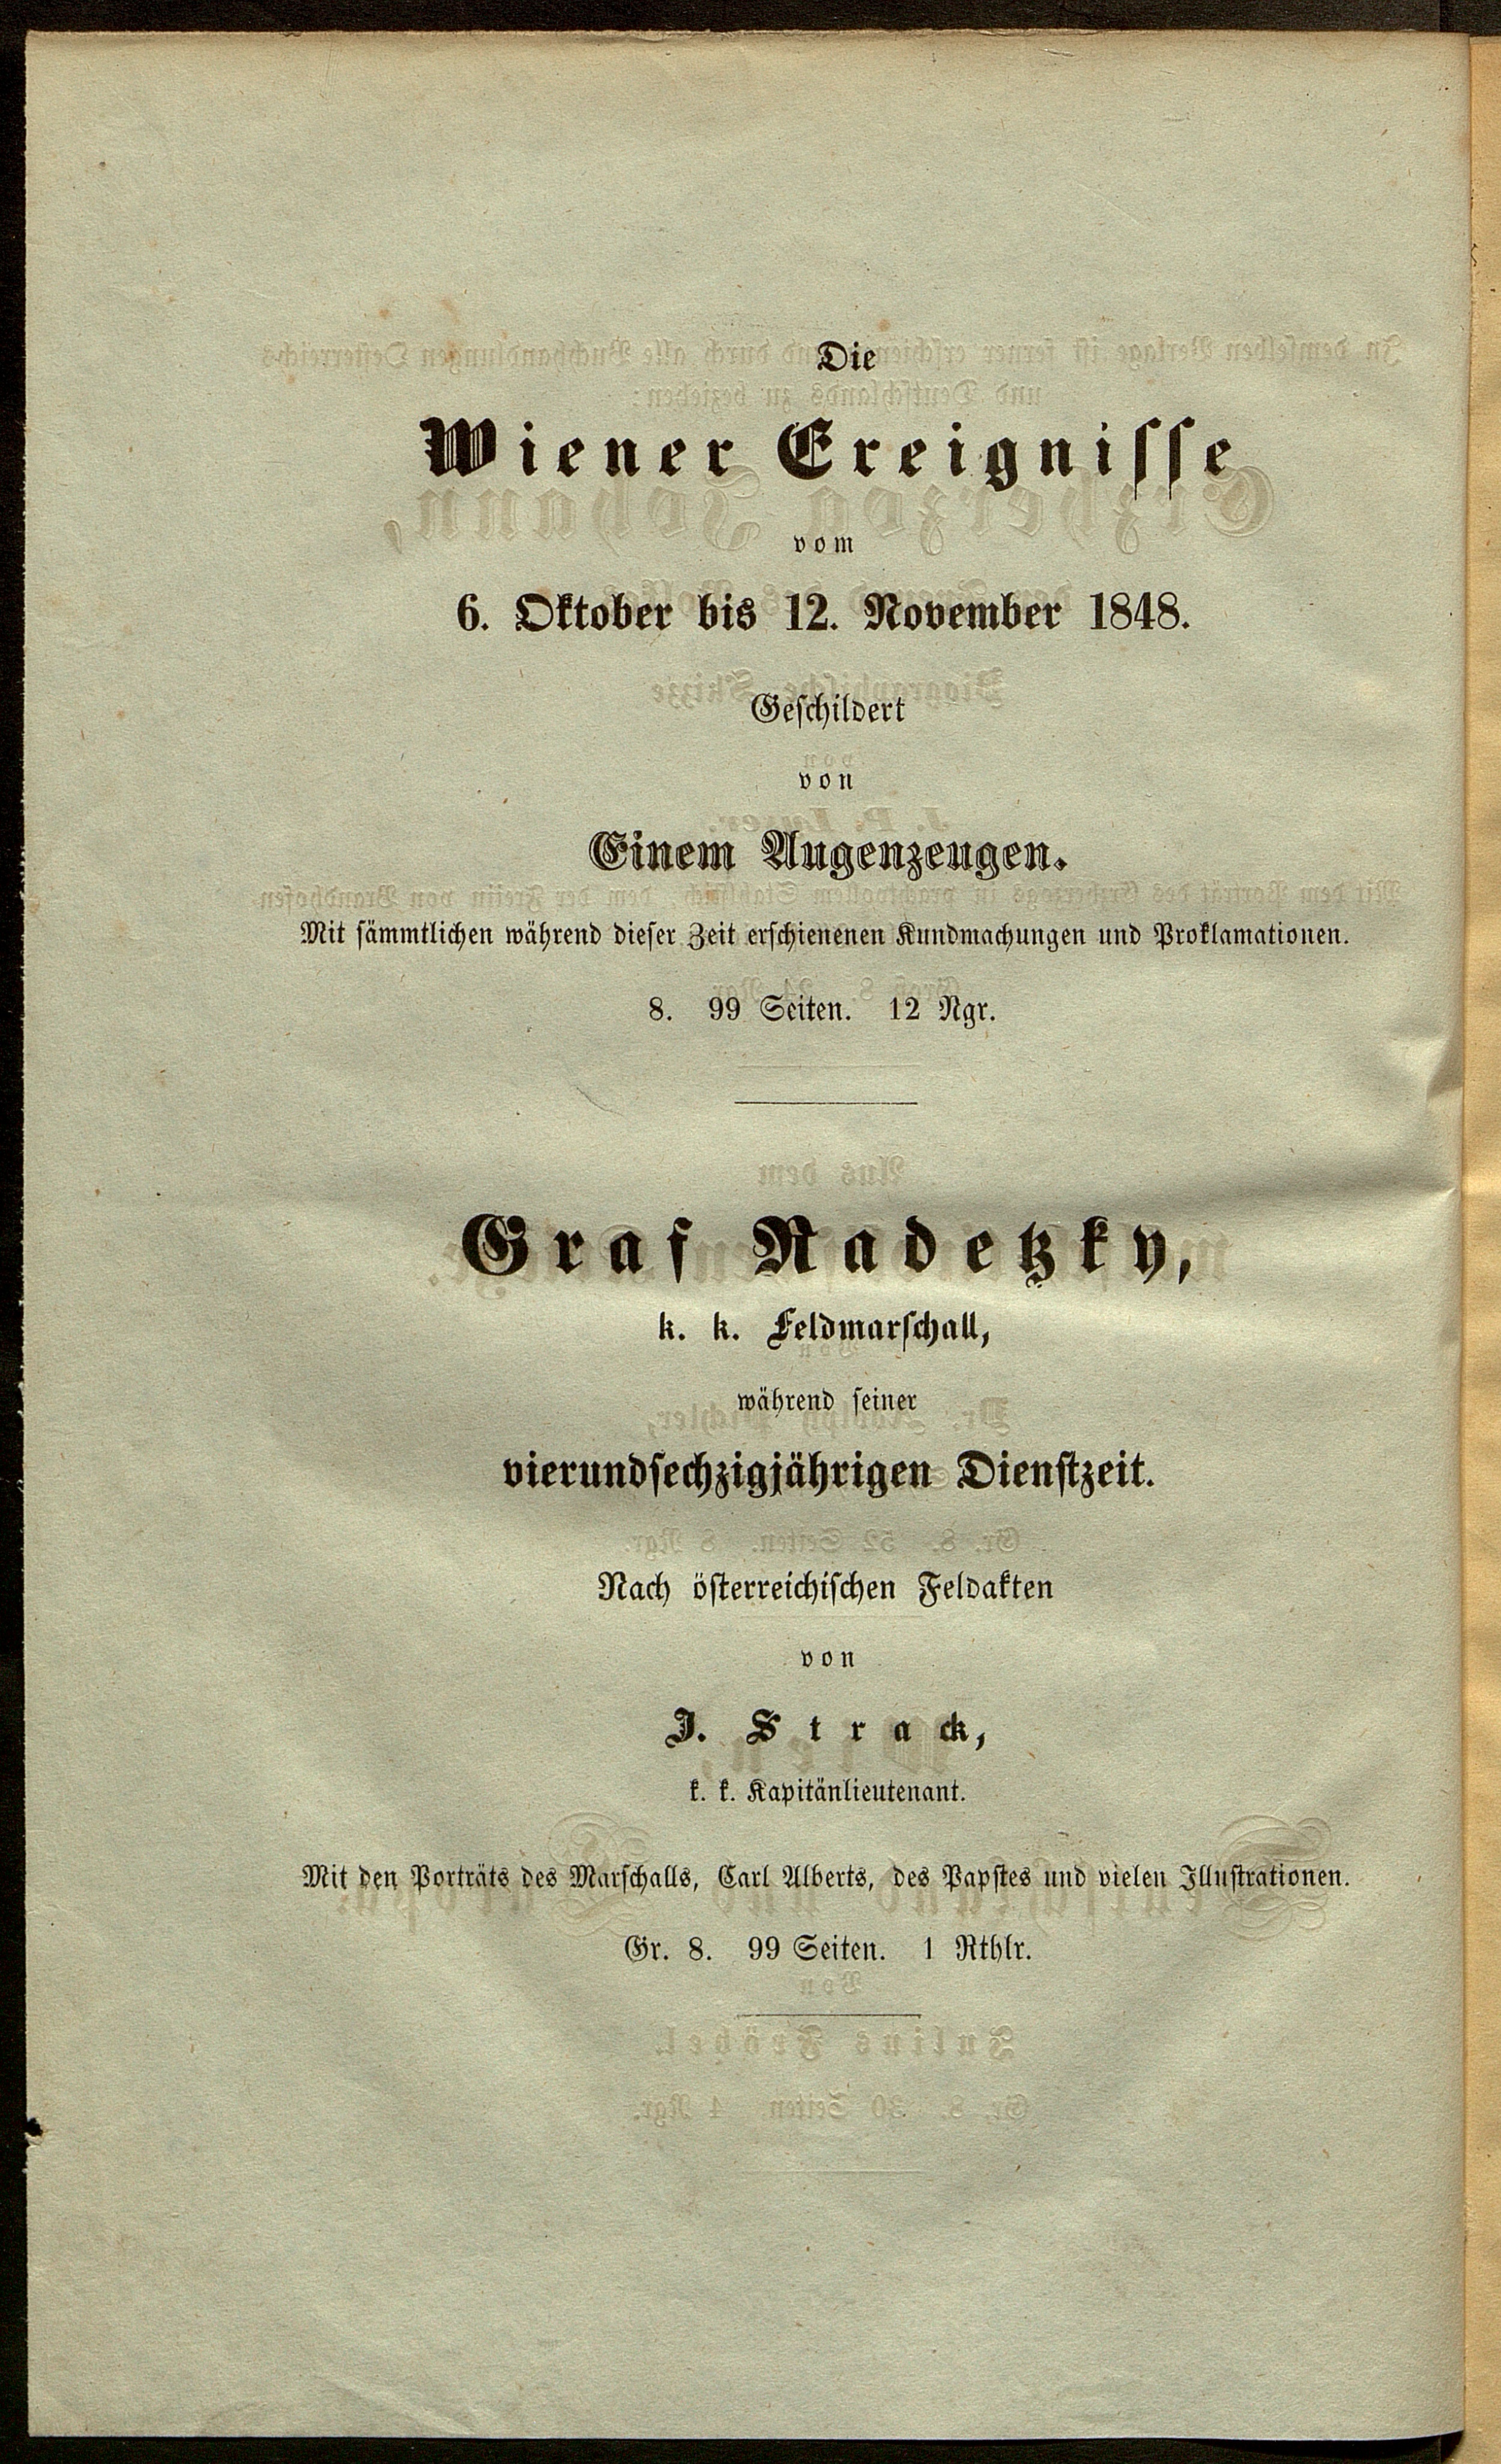 Die
Wiener Ereignisse
vom
6. Oktober bis 12. November 1848.
Geschildert
von
Einem Augenzeugen.
Mit sämmtlichen während dieser Zeit erschienenen Kundmachungen und Proklamationen.
8. 99 Seiten. 12 Ngr.
Graf Radetzky,
k. k. Feldmarschall,
während seiner
vierundsechzigjährigen Dienstzeit.
Nach österreichischen Feldakten
von
J. Strack,
k. k. Kapitänlieutenant.
Mit den Porträts des Marschalls, Carl Alberts, des Papstes und vielen Illustrationen.
Gr. 8. 99 Seiten. 1 Rthlr.